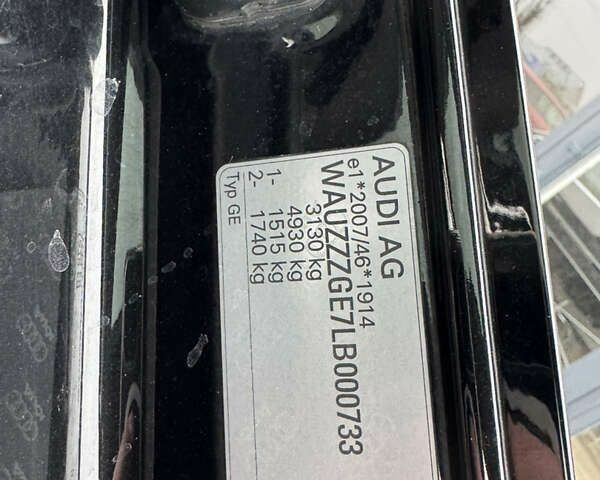 AUDI AG
e1*2007/46*1914
WAUZZZGE7LB000733
3130 kg
4930 kg
1- 1515 kg
2- 1740 kg
Typ GE